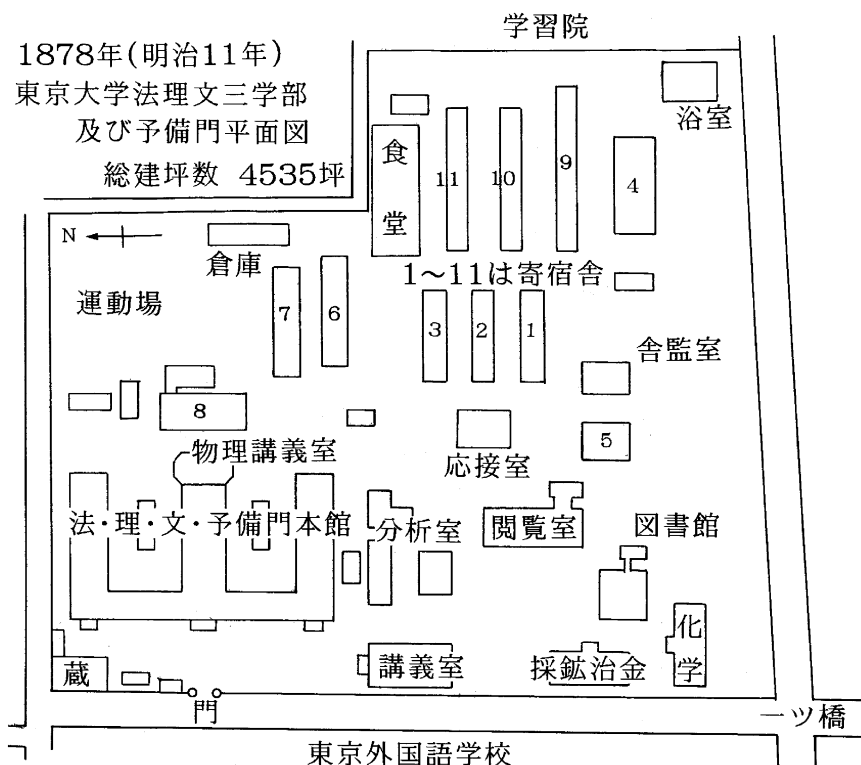 学習院
1878年(明治11年)
東京大学法理文三学部
及び予備門平面図
総建坪数 4535坪
浴室
食堂
11
10
9
4
N
倉庫
1〜11は寄宿舎
運動場
7
6
3
2
1
舎監室
8
5
物理講義室
応接室
法・理・文・予備門本館
分析室
閲覧室
図書館
化学
蔵
講義室
採鉱治金
門
一ツ橋
東京外国語学校